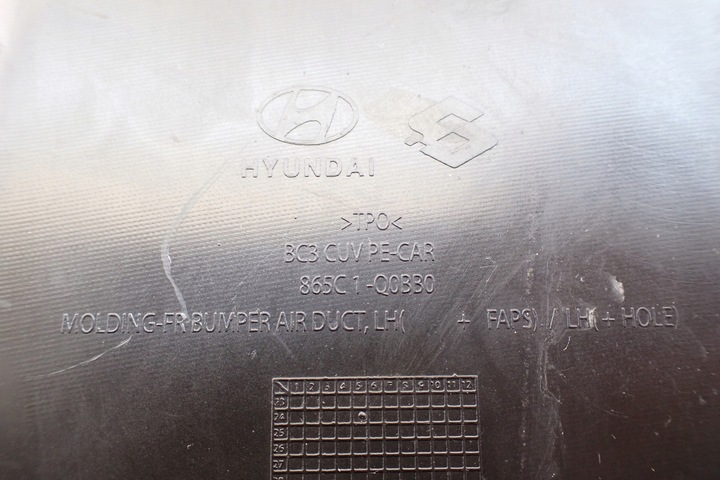 HYUNDAI
>TPO<
BC3 CUV PE-CAR
865C1-Q0BB0
MOLDING-FR BUMPER AIR DUCT, LH( + FAPS) / LH(+ HOLE)
1 2 3 4 5 6 7 8 9 10 11 12
23
24
25
26
27